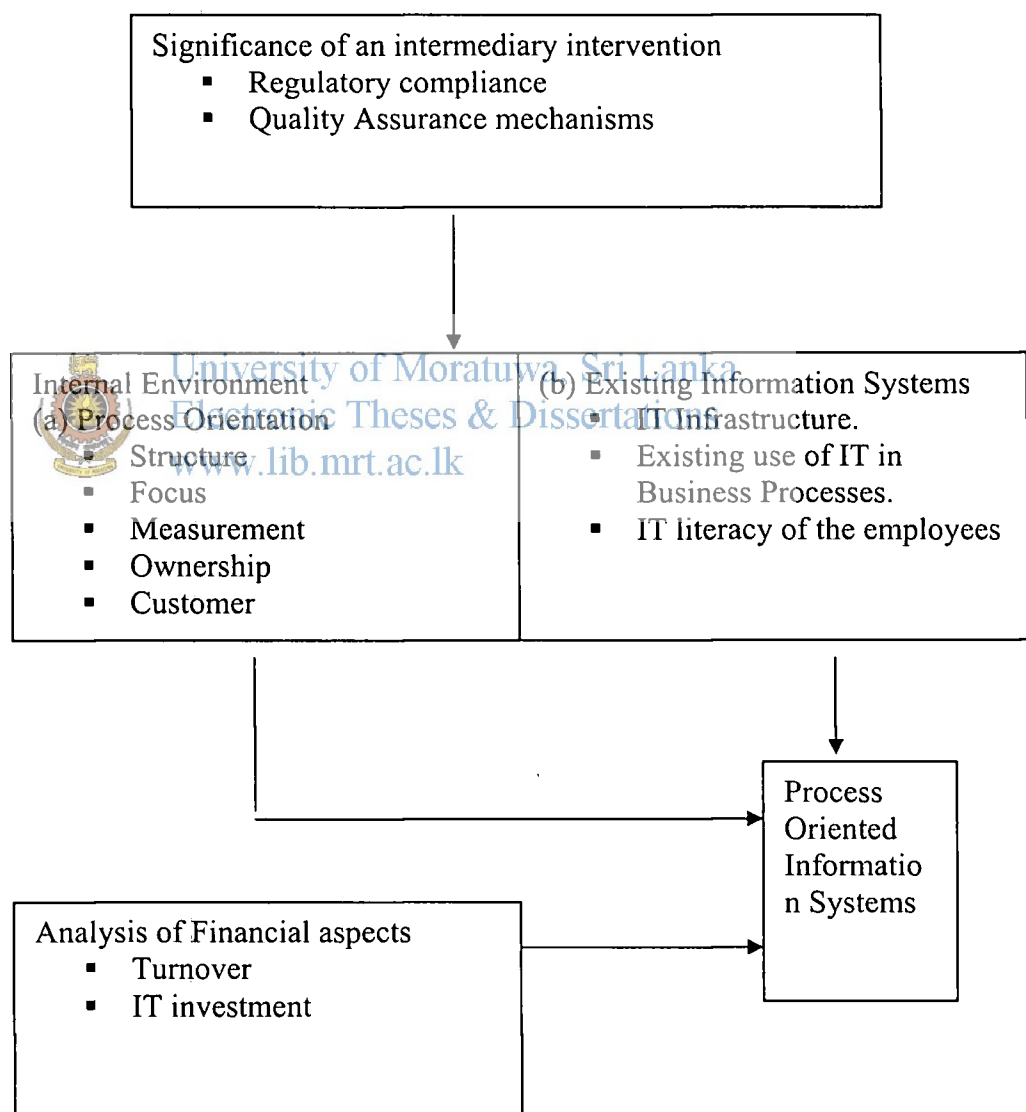 Significance of an intermediary intervention
▪ Regulatory compliance
▪ Quality Assurance mechanisms
University of Moratuwa, Sri Lanka.
Electronic Theses & Dissertations
www.lib.mrt.ac.lk
Internal Environment
(a) Process Orientation
▪ Structure
▪ Focus
▪ Measurement
▪ Ownership
▪ Customer
(b) Existing Information Systems
▪ IT Infrastructure.
▪ Existing use of IT in
Business Processes.
▪ IT literacy of the employees
Process
Oriented
Informatio
n Systems
Analysis of Financial aspects
▪ Turnover
▪ IT investment